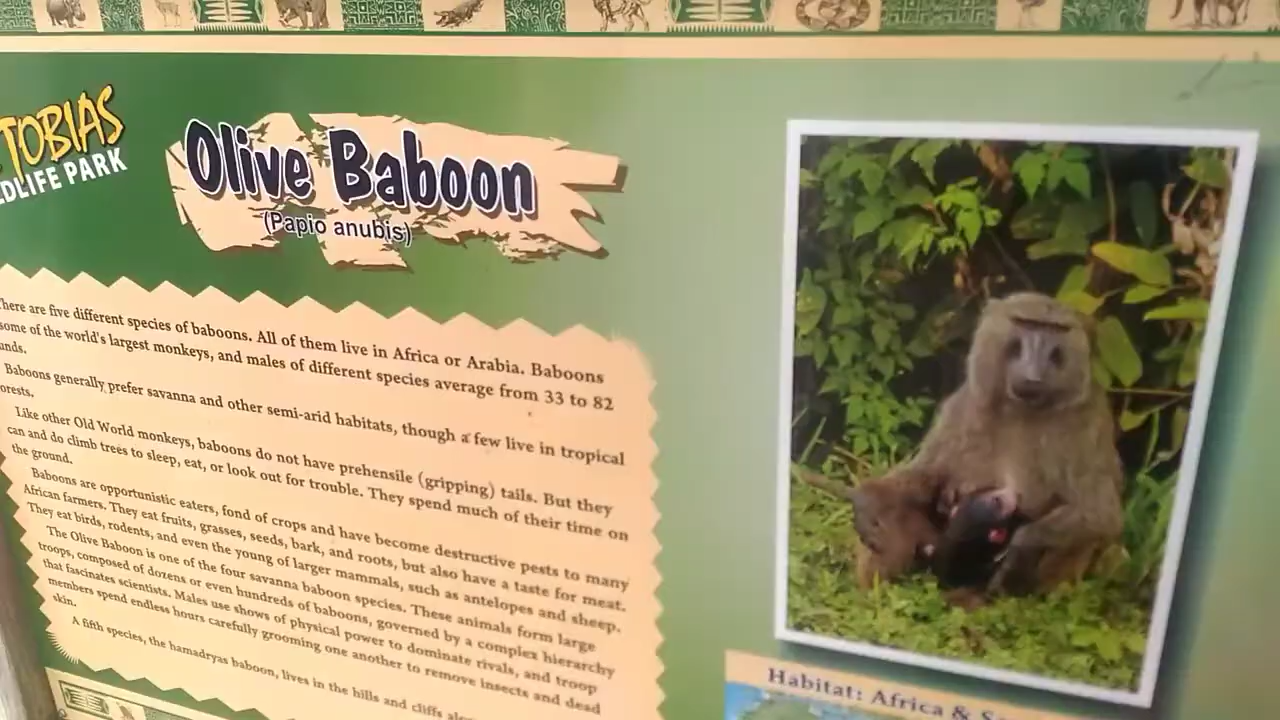 TOBIAS
DLIFE PARK
Olive Baboon
(Papio anubis)
There are five different species of baboons. All of them live in Africa or Arabia. Baboons
some of the world's largest monkeys, and males of different species average from 33 to 82
unds.
Baboons generally prefer savanna and other semi-arid habitats, though a few live in tropical
orests.
Like other Old World monkeys, baboons do not have prehensile (gripping) tails. But they
can and do climb trees to sleep, eat, or look out for trouble. They spend much of their time on
the ground.
Baboons are opportunistic eaters, fond of crops and have become destructive pests to many
African farmers. They eat fruits, grasses, seeds, bark, and roots, but also have a taste for meat.
They eat birds, rodents, and even the young of larger mammals, such as antelopes and sheep.
The Olive Baboon is one of the four savanna baboon species. These animals form large
troops, composed of dozens or even hundreds of baboons, governed by a complex hierarchy
that fascinates scientists. Males use shows of physical power to dominate rivals, and troop
members spend endless hours carefully grooming one another to remove insects and dead
skin.
A fifth species, the hamadryas baboon, lives in the hills and cliffs
Habitat: Africa &